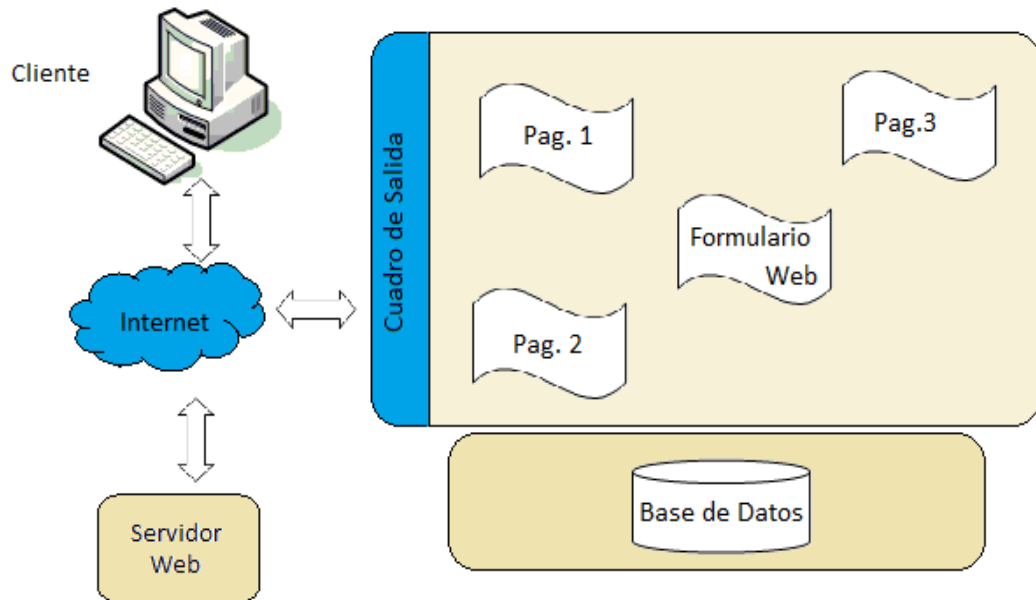 Cliente
Internet
Servidor
Web
Cuadro de Salida
Pag. 1
Pag.3
Formulario
Web
Pag. 2
Base de Datos